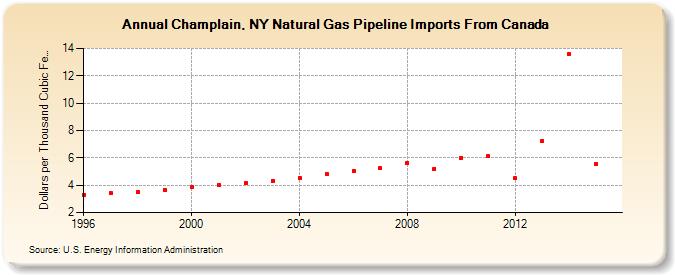 Annual Champlain, NY Natural Gas Pipeline Imports From Canada
Dollars per Thousand Cubic Fe...
14
12
10
8
6
4
2
1996 2000 2004 2008 2012
Source: U.S. Energy Information Administration